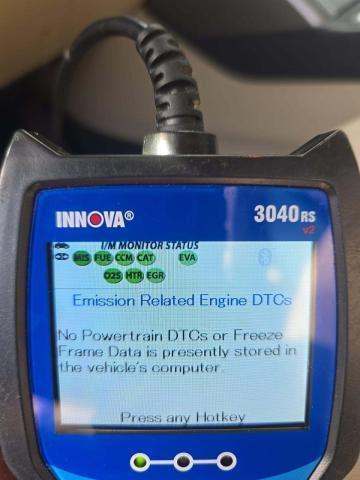 INNOVA®
3040RS
v2
I/M MONITOR STATUS
MIS FUE CCM CAT EVA
O2S HTR EGR
Emission Related Engine DTCs
No Powertrain DTCs or Freeze
Frame Data is presently stored in
the vehicle's computer.
Press any Hotkey